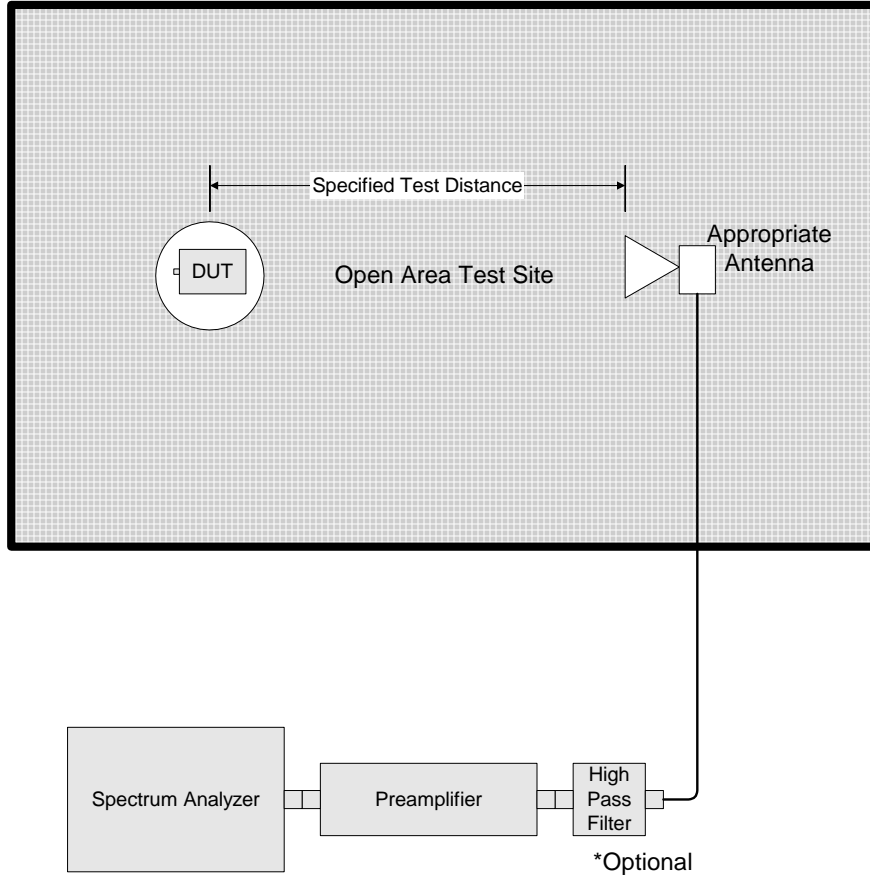 Specified Test Distance
DUT
Open Area Test Site
Appropriate
Antenna
Spectrum Analyzer
Preamplifier
High
Pass
Filter
*Optional